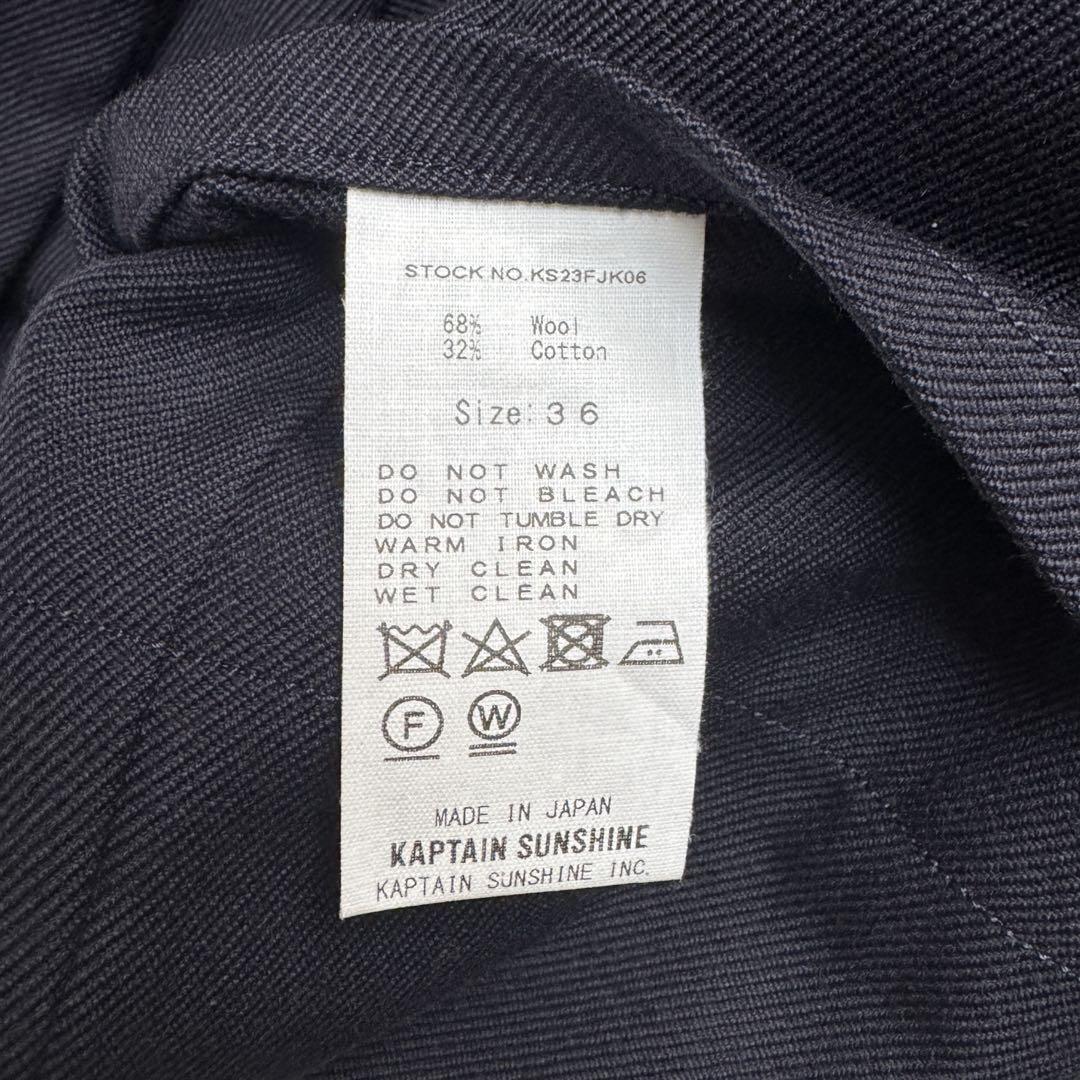 STOCK NO.KS23FJK06
68% Wool
32% Cotton
Size: 36
DO NOT WASH
DO NOT BLEACH
DO NOT TUMBLE DRY
WARM IRON
DRY CLEAN
WET CLEAN
F W
MADE IN JAPAN
KAPTAIN SUNSHINE
KAPTAIN SUNSHINE INC.